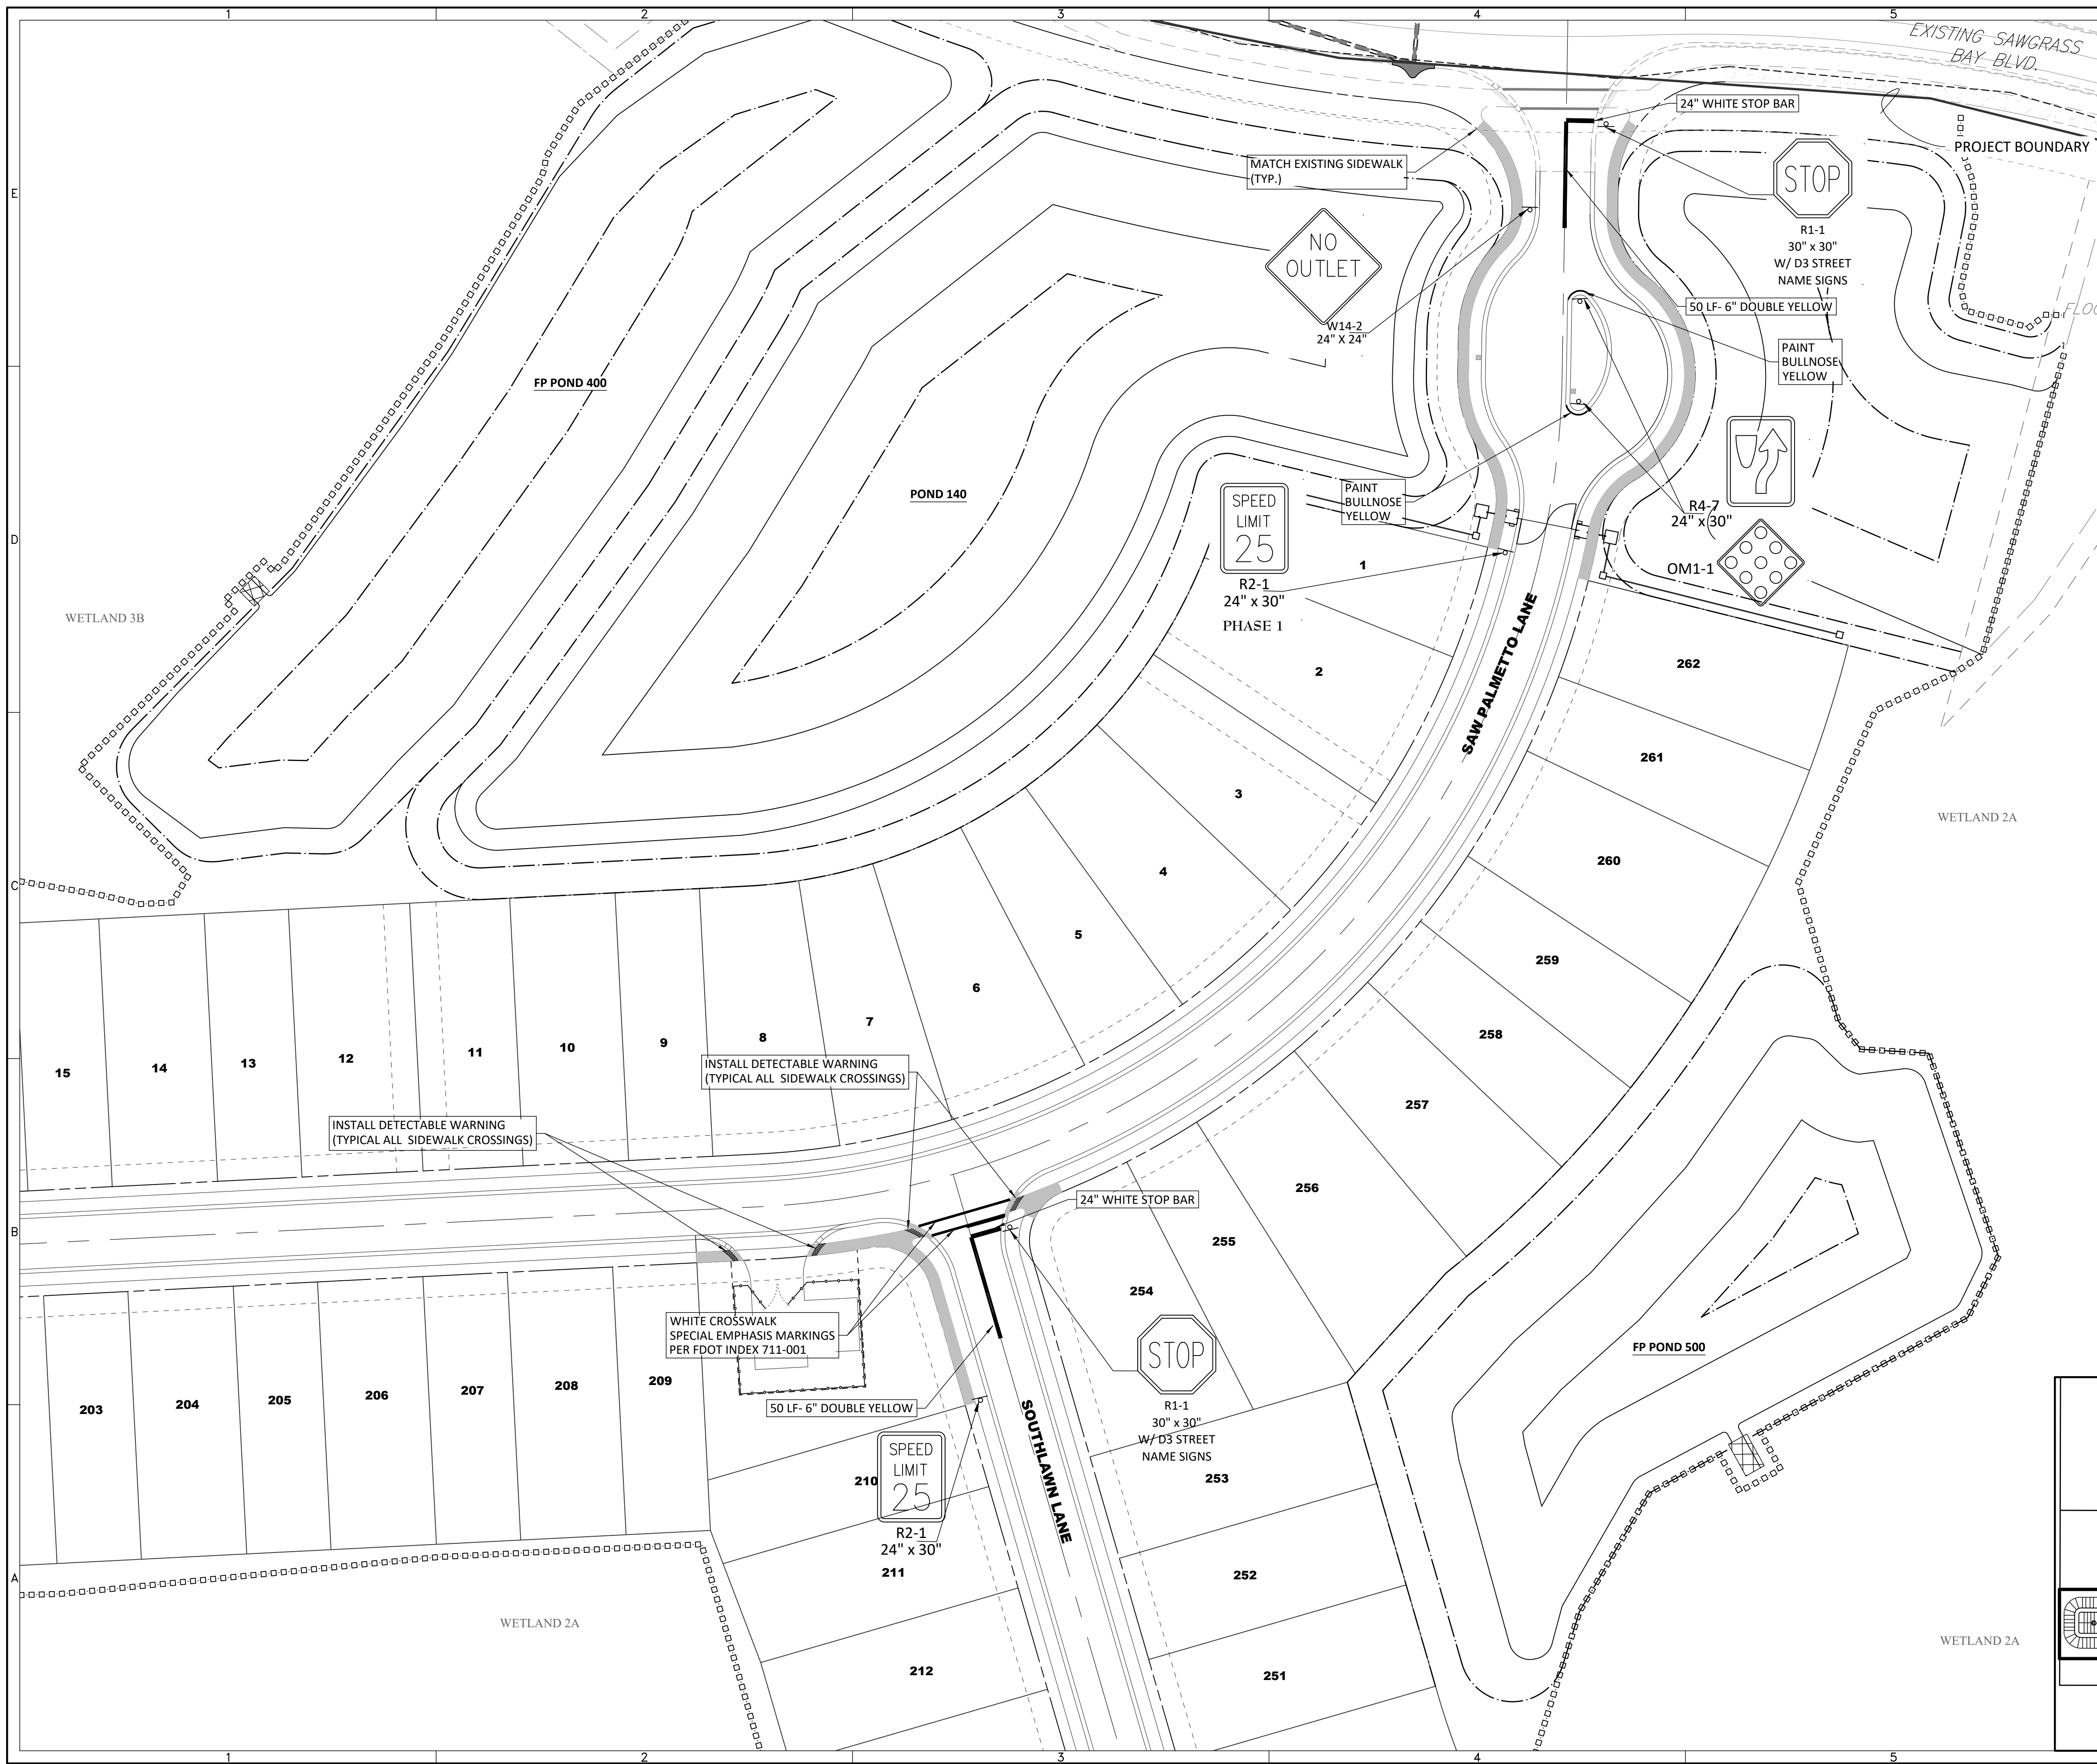 1 2 3 4 5
EXISTING SAWGRASS
BAY BLVD.
24" WHITE STOP BAR
PROJECT BOUNDARY
MATCH EXISTING SIDEWALK
(TYP.)
STOP
E
R1-1
30" x 30"
W/ D3 STREET
NAME SIGNS
NO
OUTLET
50 LF- 6" DOUBLE YELLOW
W14-2
24" X 24"
PAINT
BULLNOSE
YELLOW
FP POND 400
POND 140
SPEED
LIMIT
25
PAINT
BULLNOSE
YELLOW
R4-7
24" x 30"
D
OM1-1
1
R2-1
24" x 30"
PHASE 1
WETLAND 3B
SAW PALMETTO LANE
262
2
261
3
WETLAND 2A
260
4
C
5
259
6
7
258
8
9
10
11
12
13
14
15
257
INSTALL DETECTABLE WARNING
(TYPICAL ALL SIDEWALK CROSSINGS)
INSTALL DETECTABLE WARNING
(TYPICAL ALL SIDEWALK CROSSINGS)
256
24" WHITE STOP BAR
B
255
254
WHITE CROSSWALK
SPECIAL EMPHASIS MARKINGS
PER FDOT INDEX 711-001
STOP
FP POND 500
203
204
205
206
207
208
209
50 LF- 6" DOUBLE YELLOW
R1-1
30" x 30"
W/ D3 STREET
NAME SIGNS
SPEED
LIMIT
25
210
SOUTHLAWN LANE
253
R2-1
24" x 30"
A
211
252
WETLAND 2A
WETLAND 2A
212
251
1 2 3 4 5